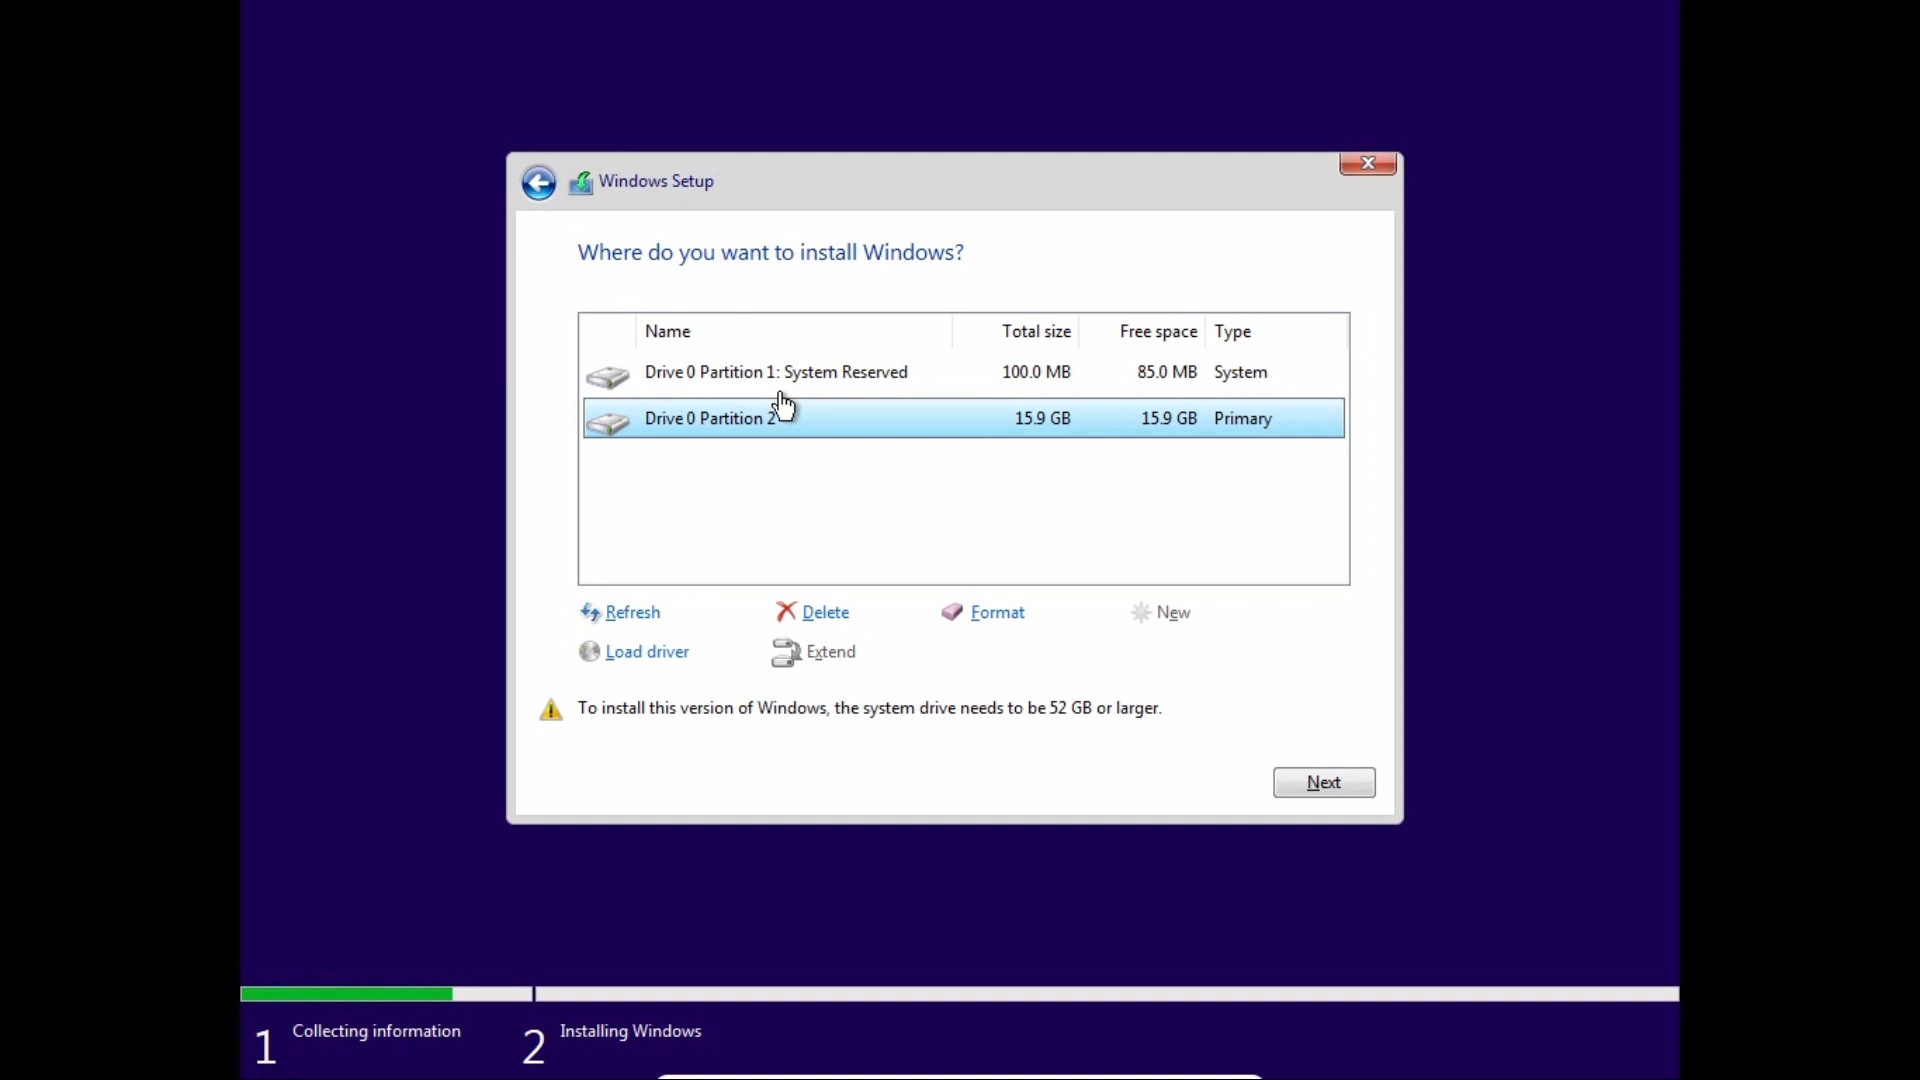 Windows Setup
Where do you want to install Windows?
Name Total size Free space Type
Drive 0 Partition 1: System Reserved 100.0 MB 85.0 MB System
Drive 0 Partition 2 15.9 GB 15.9 GB Primary
Refresh Delete Format New
Load driver Extend
To install this version of Windows, the system drive needs to be 52 GB or larger.
Next
1 Collecting information 2 Installing Windows